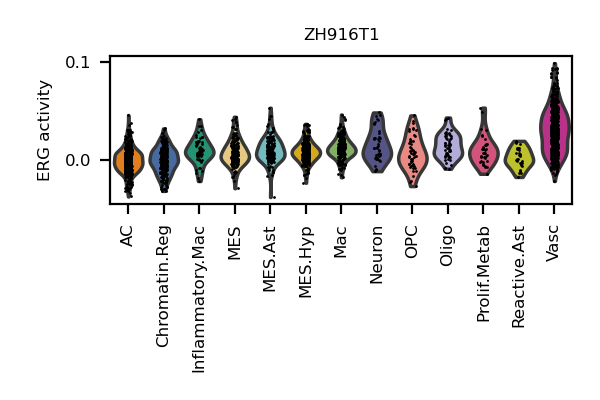 ZH916T1
ERG activity
0.1
0.0
AC
Chromatin.Reg
Inflammatory.Mac
MES
MES.Ast
MES.Hyp
Mac
Neuron
OPC
Oligo
Prolif.Metab
Reactive.Ast
Vasc